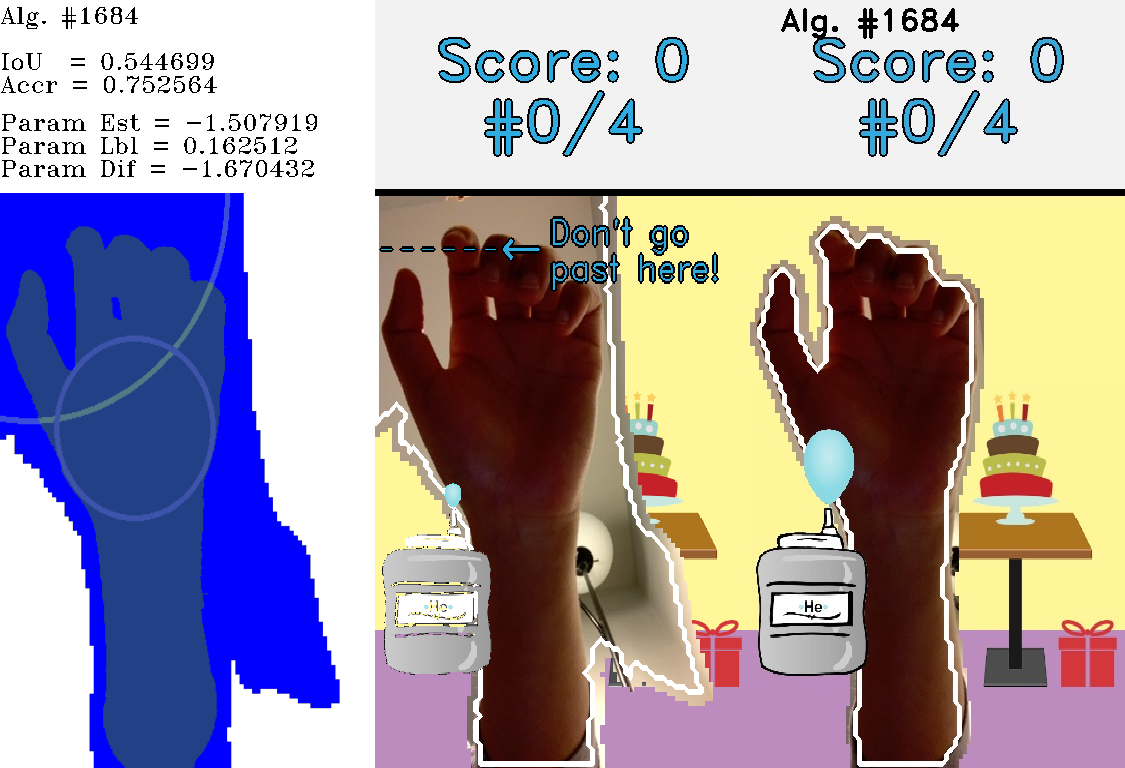 Alg. #1684
IoU = 0.544699
Accr = 0.752564
Param Est = −1.507919
Param Lbl = 0.162512
Param Dif = −1.670432
Score: 0
#0/4
Don't go
past here!
He
Alg. #1684
Score: 0
#0/4
He